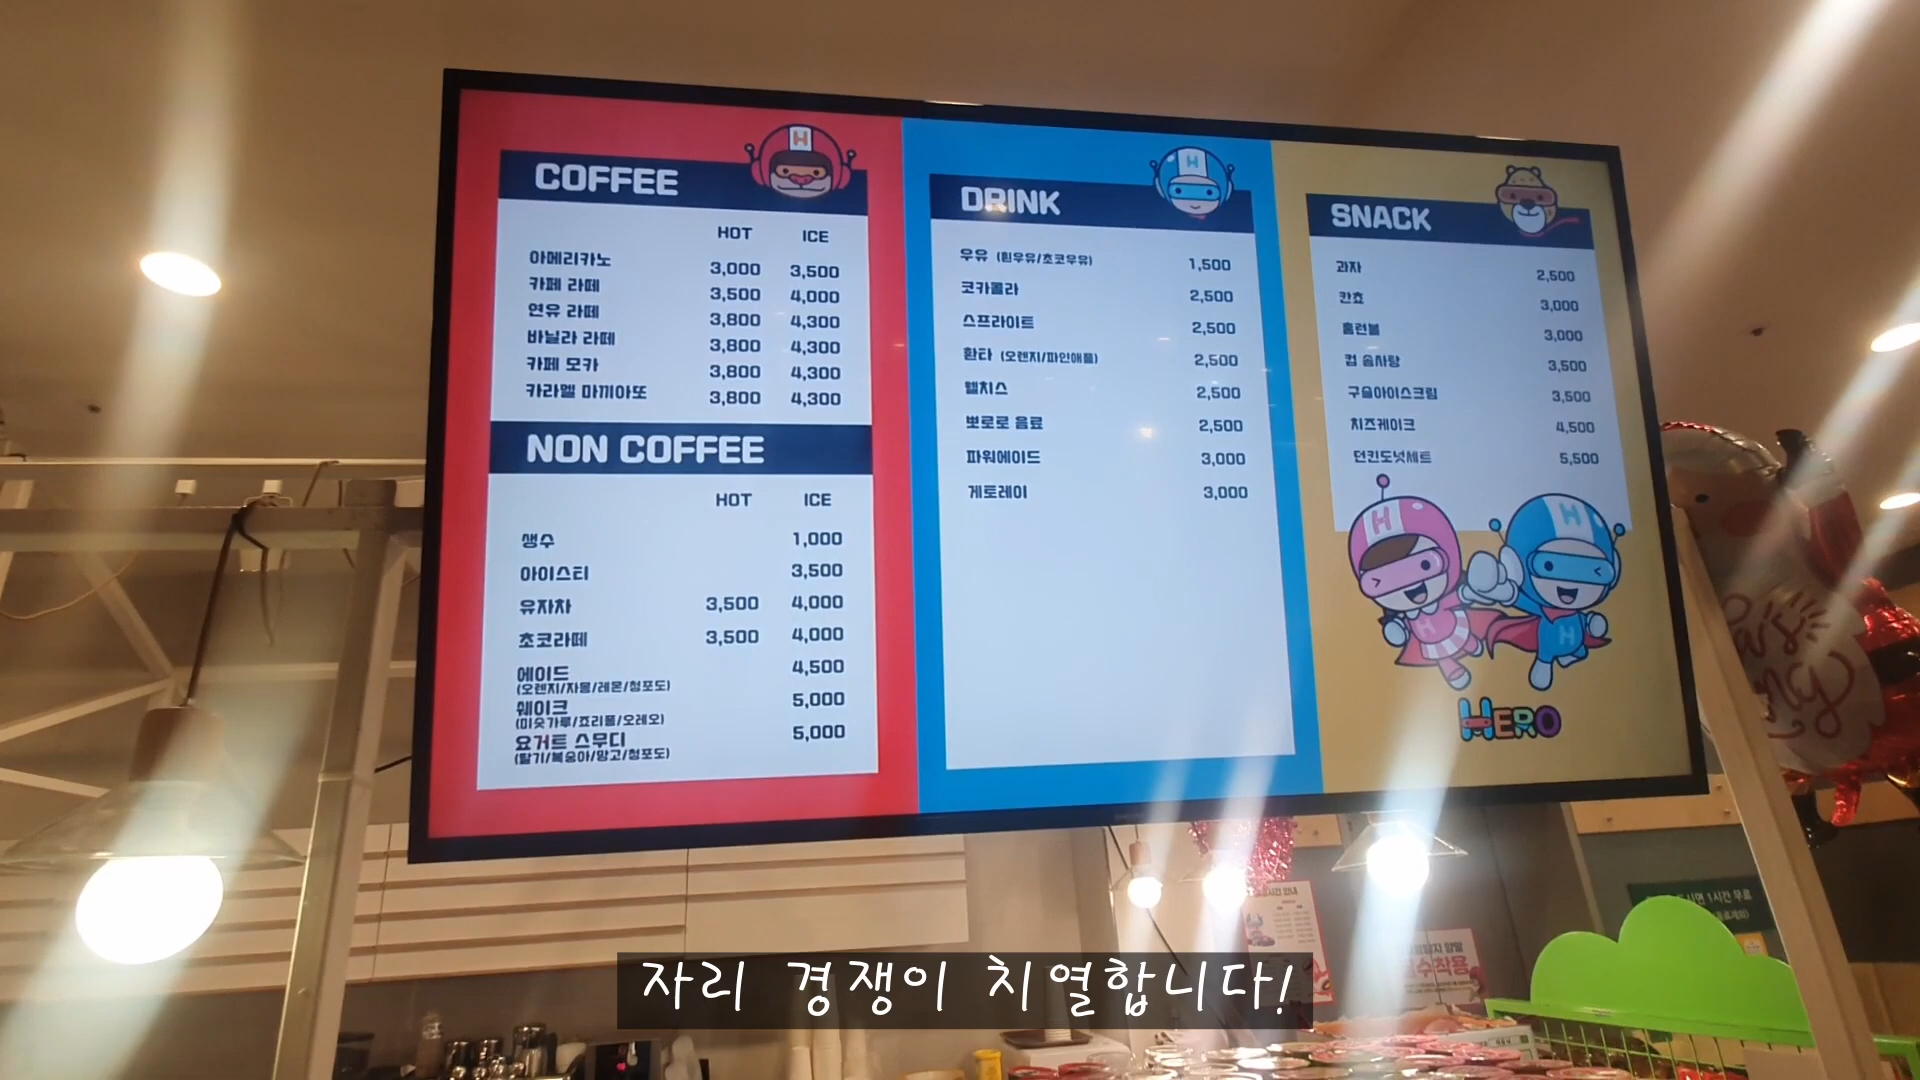 COFFEE
HOT ICE
아메리카노 3,000 3,500
카페 라떼 3,500 4,000
연유 라떼 3,800 4,300
바닐라 라떼 3,800 4,300
카페 모카 3,800 4,300
카라멜 마끼아또 3,800 4,300
NON COFFEE
HOT ICE
생수 1,000
아이스티 3,500
유자차 3,500 4,000
초코라떼 3,500 4,000
에이드 4,500
(오렌지/자몽/레몬/청포도)
쉐이크 5,000
(미숫가루/죠리퐁/오레오)
요거트 스무디 5,000
(딸기/복숭아/망고/청포도)
DRINK
우유 (흰우유/초코우유) 1,500
코카콜라 2,500
스프라이트 2,500
환타 (오렌지/파인애플) 2,500
웰치스 2,500
뽀로로 음료 2,500
파워에이드 3,000
게토레이 3,000
SNACK
과자 2,500
칸쵸 3,000
홈런볼 3,000
컵 솜사탕 3,500
구슬아이스크림 3,500
치즈케이크 4,500
던킨도넛세트 5,500
H
H
H
H
HERO
1시간 무료
자리 경쟁이 치열합니다!